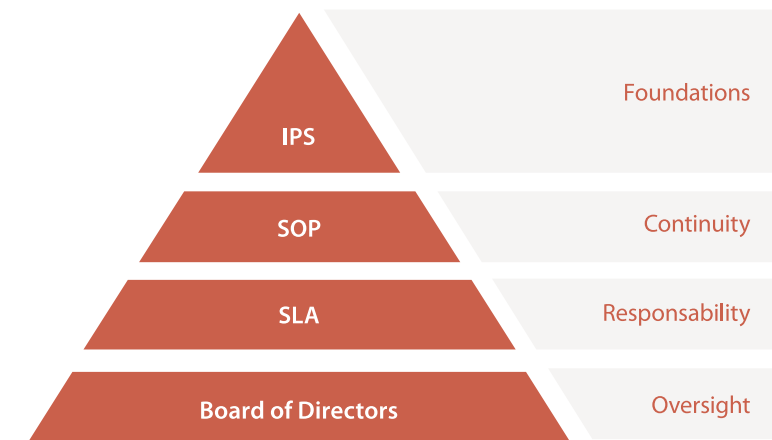 IPS
Foundations
SOP
Continuity
SLA
Responsability
Board of Directors
Oversight